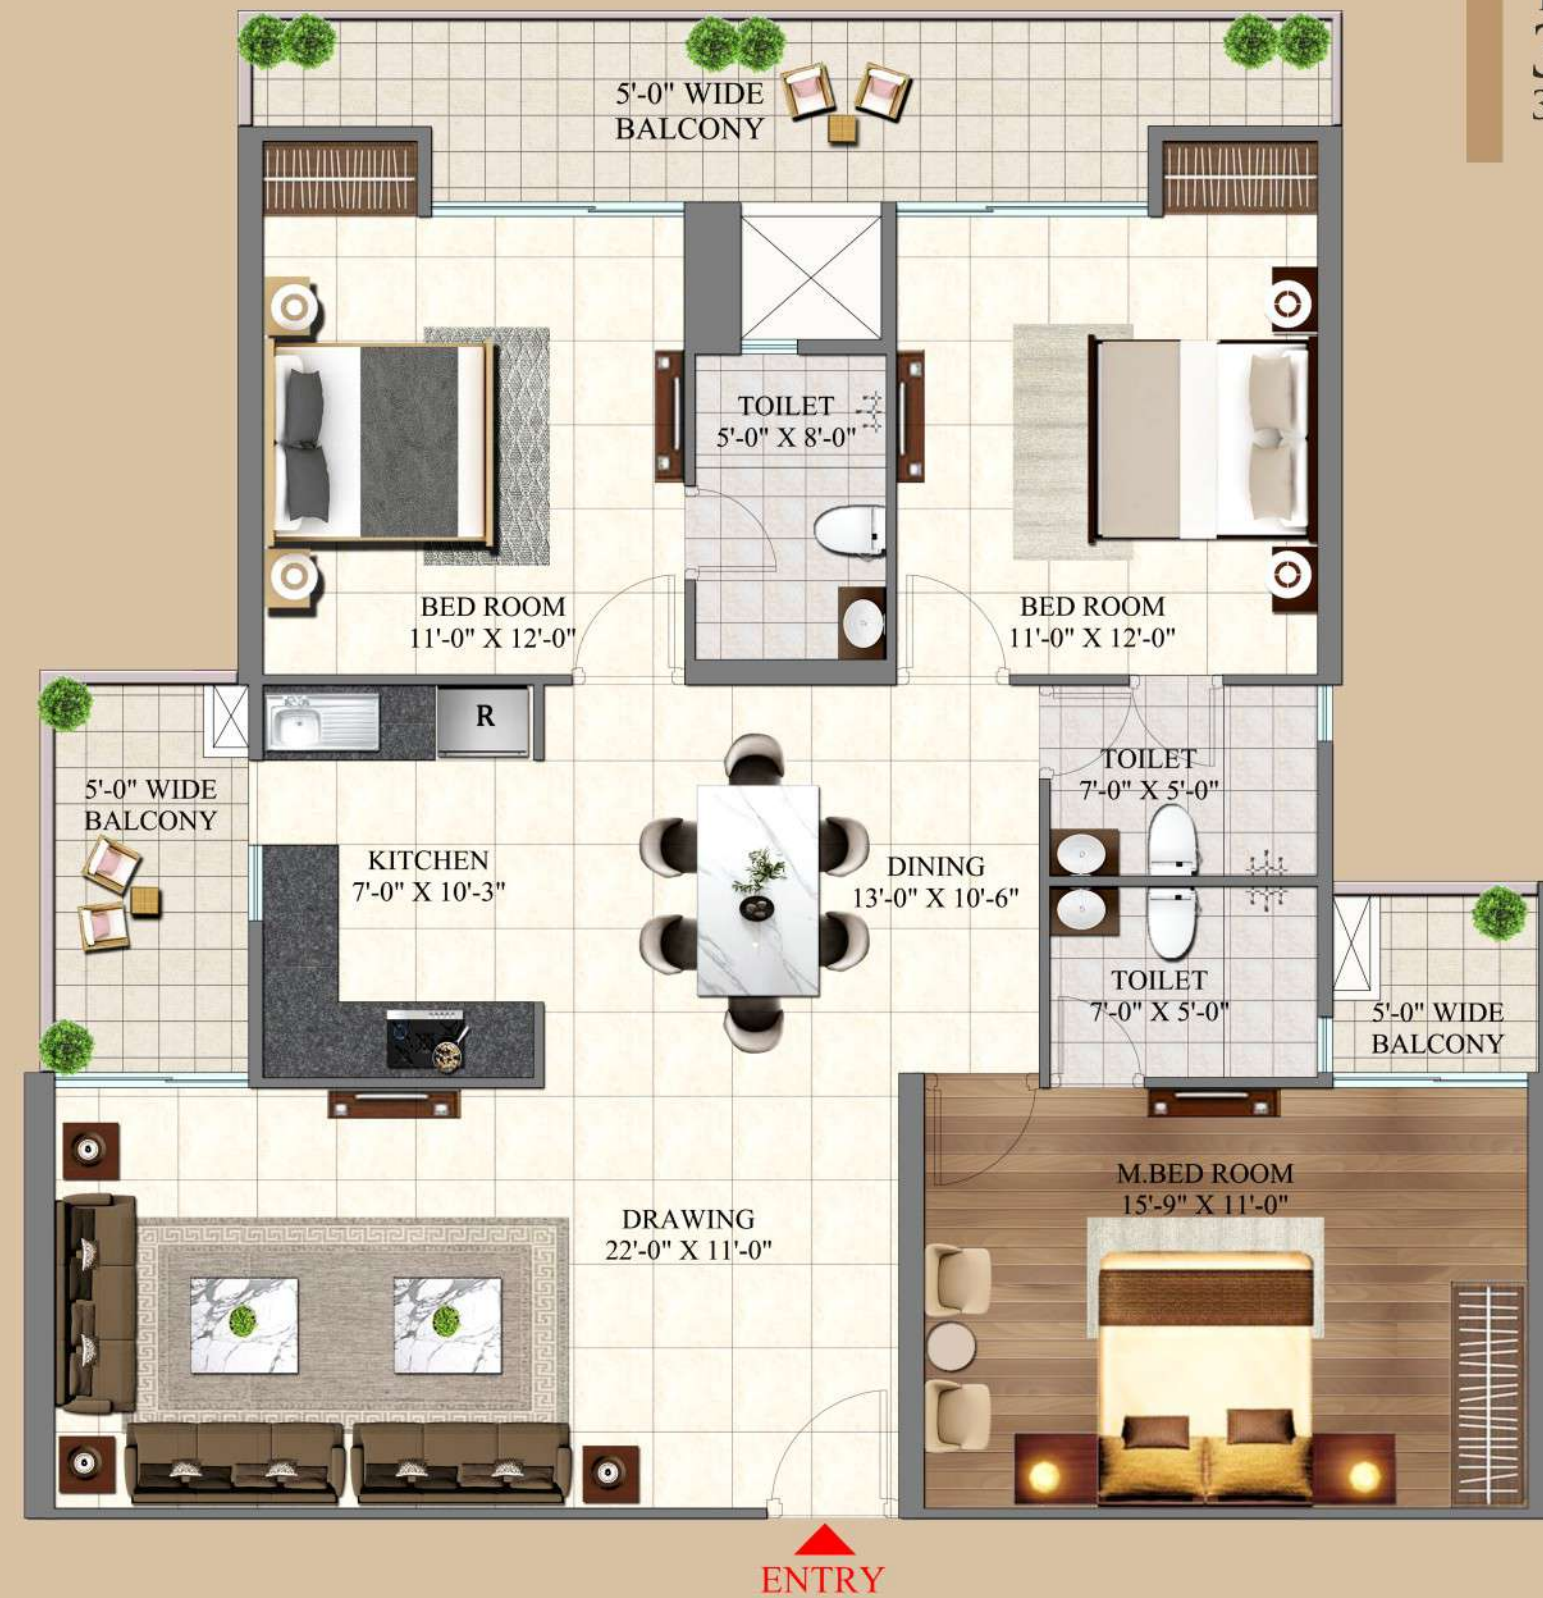 5'-0" WIDE
BALCONY
TOILET
5'-0" X 8'-0"
BED ROOM
11'-0" X 12'-0"
BED ROOM
11'-0" X 12'-0"
R
5'-0" WIDE
BALCONY
TOILET
7'-0" X 5'-0"
KITCHEN
7'-0" X 10'-3"
DINING
13'-0" X 10'-6"
TOILET
7'-0" X 5'-0"
5'-0" WIDE
BALCONY
M.BED ROOM
15'-9" X 11'-0"
DRAWING
22'-0" X 11'-0"
ENTRY